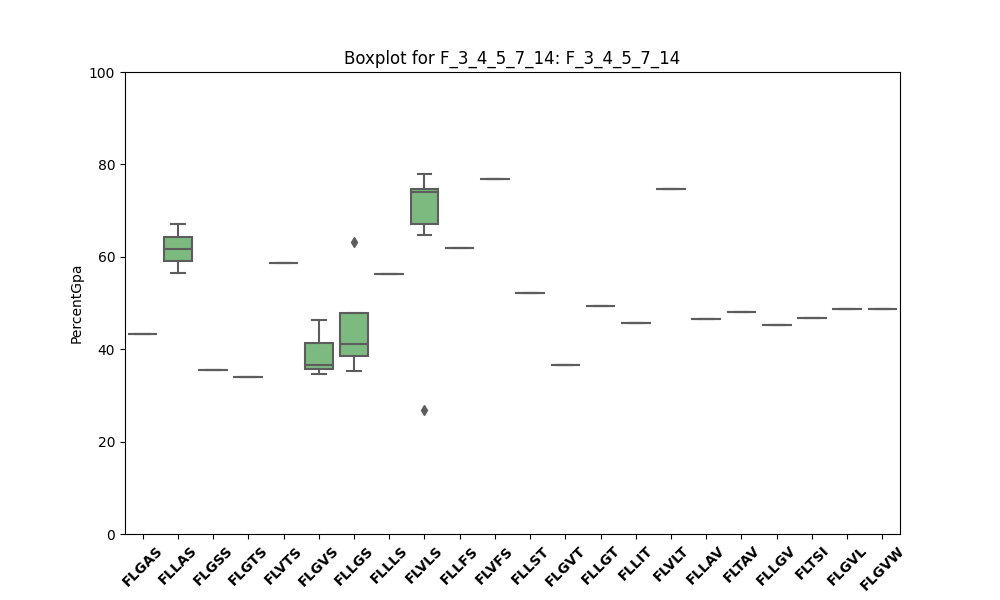 Boxplot for F_3_4_5_7_14: F_3_4_5_7_14
PercentGpa
100
80
60
40
20
0
FLGAS
FLLAS
FLGSS
FLGTS
FLVTS
FLGVS
FLLGS
FLLLS
FLVLS
FLLFS
FLVFS
FLLST
FLGVT
FLLGT
FLLIT
FLVLT
FLLAV
FLTAV
FLLGV
FLTSI
FLGVL
FLGVW